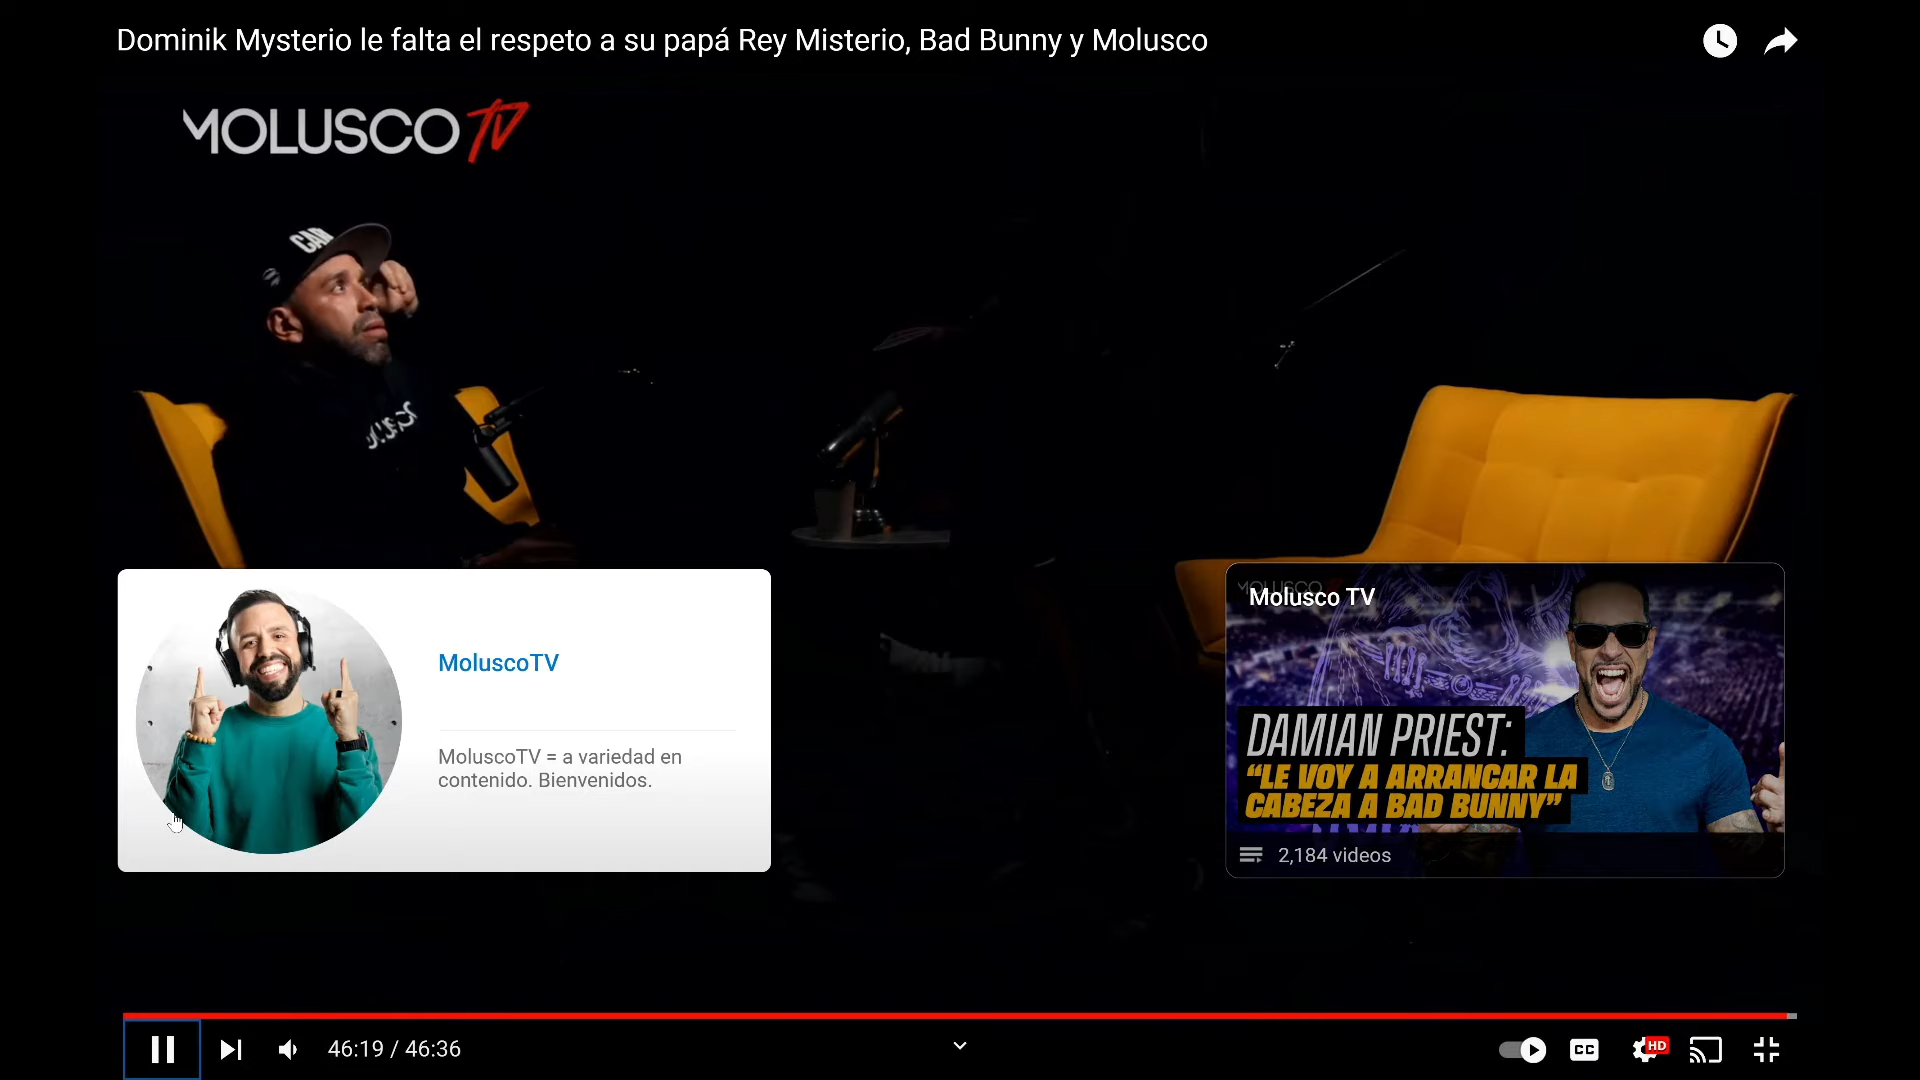 Dominik Mysterio le falta el respeto a su papá Rey Misterio, Bad Bunny y Molusco
MOLUSCO TV
MoluscoTV
MoluscoTV = a variedad en
contenido. Bienvenidos.
Molusco TV
DAMIAN PRIEST:
"LE VOY A ARRANCAR LA
CABEZA A BAD BUNNY"
2,184 videos
46:19 / 46:36
CC
HD